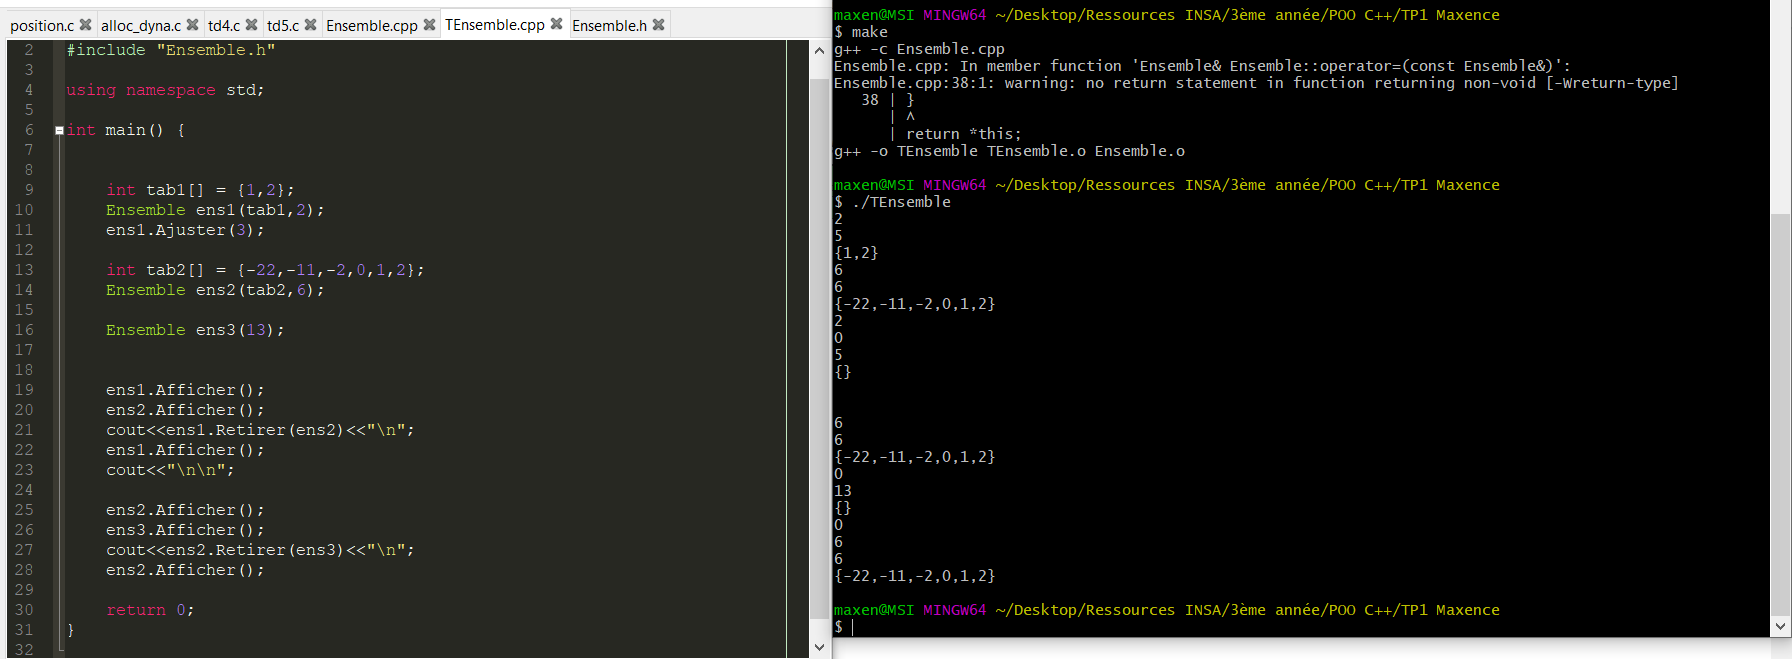 position.c alloc_dyna.c td4.c td5.c Ensemble.cpp TEnsemble.cpp Ensemble.h
2 #include "Ensemble.h"
3
4 using namespace std;
5
6 int main() {
7
8
9 int tab1[] = {1,2};
10 Ensemble ens1(tab1,2);
11 ens1.Ajuster(3);
12
13 int tab2[] = {-22,-11,-2,0,1,2};
14 Ensemble ens2(tab2,6);
15
16 Ensemble ens3(13);
17
18
19 ens1.Afficher();
20 ens2.Afficher();
21 cout<<ens1.Retirer(ens2)<<"\n";
22 ens1.Afficher();
23 cout<<"\n\n";
24
25 ens2.Afficher();
26 ens3.Afficher();
27 cout<<ens2.Retirer(ens3)<<"\n";
28 ens2.Afficher();
29
30 return 0;
31 }
32
maxen@MSI MINGW64 ~/Desktop/Ressources INSA/3ème année/POO C++/TP1 Maxence
$ make
g++ -c Ensemble.cpp
Ensemble.cpp: In member function 'Ensemble& Ensemble::operator=(const Ensemble&)':
Ensemble.cpp:38:1: warning: no return statement in function returning non-void [-Wreturn-type]
38 | }
| ^
| return *this;
g++ -o TEnsemble TEnsemble.o Ensemble.o
maxen@MSI MINGW64 ~/Desktop/Ressources INSA/3ème année/POO C++/TP1 Maxence
$ ./TEnsemble
2
5
{1,2}
6
6
{-22,-11,-2,0,1,2}
2
0
5
{}
6
6
{-22,-11,-2,0,1,2}
0
13
{}
0
6
6
{-22,-11,-2,0,1,2}
maxen@MSI MINGW64 ~/Desktop/Ressources INSA/3ème année/POO C++/TP1 Maxence
$